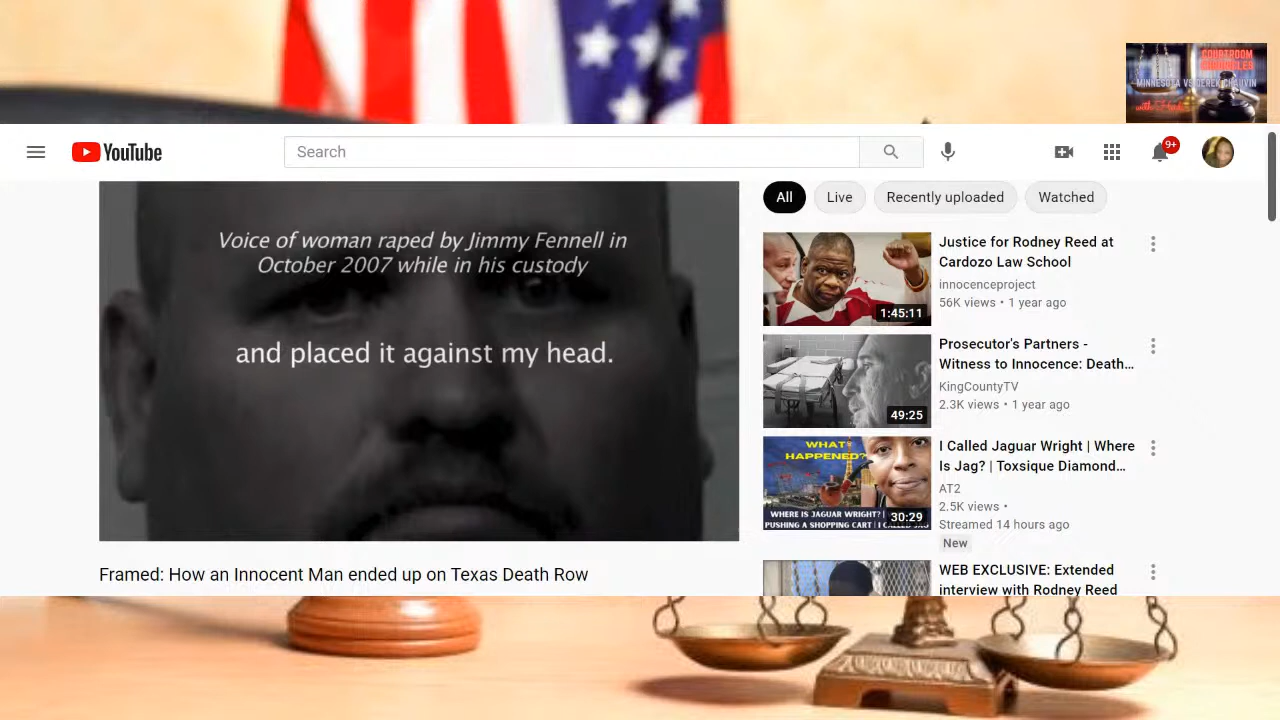 COURTROOM
CHRONICLES
MINNESOTA VS DEREK CHAUVIN
YouTube
Search
9+
Voice of woman raped by Jimmy Fennell in
October 2007 while in his custody
and placed it against my head.
Framed: How an Innocent Man ended up on Texas Death Row
All
Live
Recently uploaded
Watched
1:45:11
Justice for Rodney Reed at
Cardozo Law School
innocenceproject
56K views • 1 year ago
49:25
Prosecutor's Partners -
Witness to Innocence: Death…
KingCountyTV
2.3K views • 1 year ago
WHAT
HAPPENED?
WHERE IS JAGUAR WRIGHT? |
PUSHING A SHOPPING CART | I CALLED JAG
30:29
I Called Jaguar Wright | Where
Is Jag? | Toxsique Diamond…
AT2
2.5K views •
Streamed 14 hours ago
New
WEB EXCLUSIVE: Extended
interview with Rodney Reed